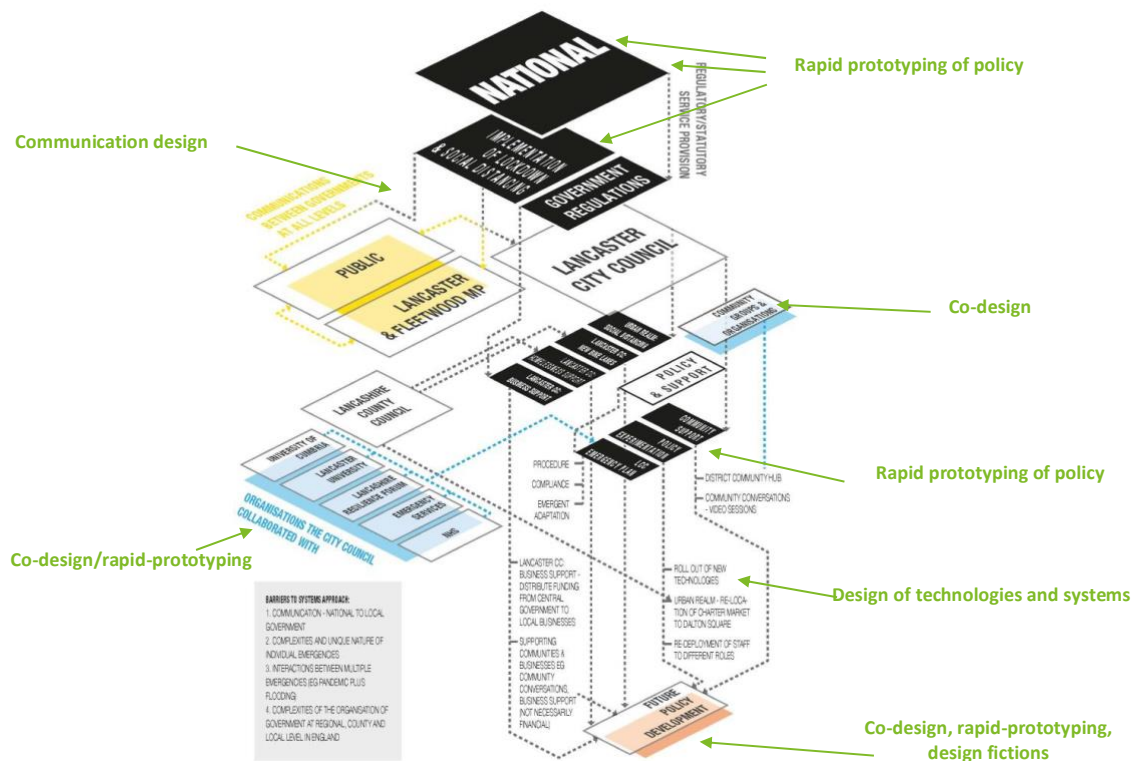 NATIONAL
Rapid prototyping of policy
REGULATORY/STATUTORY
SERVICE PROVISION
Communication design
IMPLEMENTATION
OF LOCKDOWN
& SOCIAL DISTANCING
GOVERNMENT
REGULATIONS
COMMUNICATIONS
BETWEEN GOVERNMENTS
AT ALL LEVELS
PUBLIC
LANCASTER
& FLEETWOOD MP
LANCASTER
CITY COUNCIL
COMMUNITY
GROUPS &
ORGANISATIONS
Co-design
URBAN REALM:
SOCIAL DISTANCING
LANCASTER CC:
NEW BIKE LANES
LANCASTER CC:
HOMELESSNESS SUPPORT
LANCASTER CC:
BUSINESS SUPPORT
POLICY
& SUPPORT
LANCASHIRE
COUNTY
COUNCIL
COMMUNITY
SUPPORT
POLICY
EXPERIMENTATION
LCC
EMERGENCY PLAN
Rapid prototyping of policy
UNIVERSITY OF
CUMBRIA
LANCASTER
UNIVERSITY
LANCASHIRE
RESILIENCE FORUM
EMERGENCY
SERVICES
NHS
ORGANISATIONS THE CITY COUNCIL
COLLABORATED WITH
Co-design/rapid-prototyping
PROCEDURE
COMPLIANCE
EMERGENT
ADAPTATION
DISTRICT COMMUNITY HUB
COMMUNITY CONVERSATIONS
- VIDEO SESSIONS
LANCASTER CC:
BUSINESS SUPPORT -
DISTRIBUTE FUNDING
FROM CENTRAL
GOVERNMENT TO
LOCAL BUSINESSES
SUPPORTING
COMMUNITIES &
BUSINESSES EG
COMMUNITY
CONVERSATIONS,
BUSINESS SUPPORT
(NOT NECESSARILY
FINANCIAL)
ROLL OUT OF NEW
TECHNOLOGIES
URBAN REALM - RE-LOCA-
TION OF CHARTER MARKET
TO DALTON SQUARE
RE-DEPLOYMENT OF STAFF
TO DIFFERENT ROLES
Design of technologies and systems
BARRIERS TO SYSTEMS APPROACH:
1. COMMUNICATION - NATIONAL TO LOCAL
GOVERNMENT
2. COMPLEXITIES AND UNIQUE NATURE OF
INDIVIDUAL EMERGENCIES
3. INTERACTIONS BETWEEN MULTIPLE
EMERGENCIES (EG PANDEMIC PLUS
FLOODING)
4. COMPLEXITIES OF THE ORGANISATION OF
GOVERNMENT AT REGIONAL, COUNTY AND
LOCAL LEVEL IN ENGLAND
FUTURE
POLICY
DEVELOPMENT
Co-design, rapid-prototyping,
design fictions